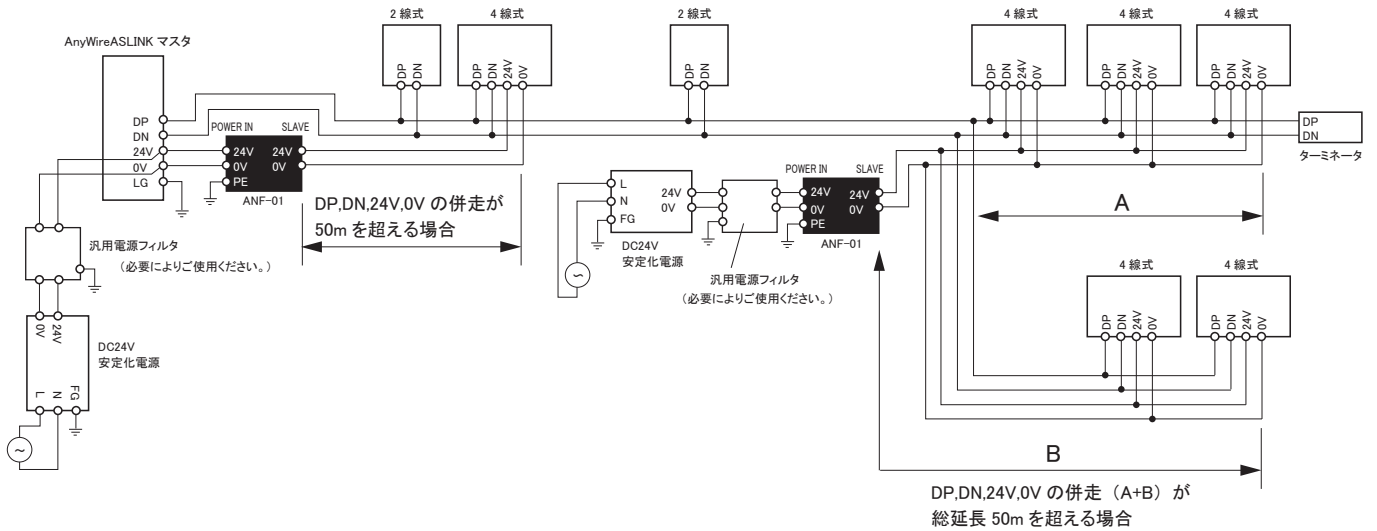 2 線式
4 線式
2 線式
4 線式
4 線式
4 線式
AnyWireASLINK マスタ
DP
DN
DP
DN
24V
0V
DP
DN
DP
DN
24V
0V
DP
DN
24V
0V
DP
DN
24V
0V
DP
DN
24V
0V
LG
POWER IN
SLAVE
24V
0V
PE
24V
0V
ANF-01
DP
DN
ターミネータ
DP,DN,24V,0V の併走が
50m を超える場合
L
N
FG
24V
0V
DC24V
安定化電源
汎用電源フィルタ
(必要によりご使用ください。)
POWER IN
SLAVE
24V
0V
PE
24V
0V
ANF-01
A
汎用電源フィルタ
(必要によりご使用ください。)
0V
24V
DC24V
安定化電源
L
N
FG
~
~
4 線式
4 線式
DP
DN
24V
0V
DP
DN
24V
0V
B
DP,DN,24V,0V の併走（A+B）が
総延長 50m を超える場合